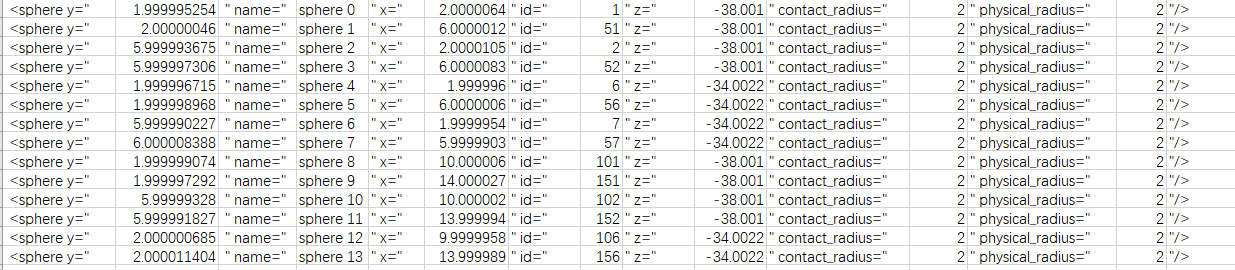 <sphere y=" 1.999995254 " name=" sphere 0 " x=" 2.0000064 " id=" 1 " z=" -38.001 " contact_radius=" 2 " physical_radius=" 2 "/>
<sphere y=" 2.00000046 " name=" sphere 1 " x=" 6.0000012 " id=" 51 " z=" -38.001 " contact_radius=" 2 " physical_radius=" 2 "/>
<sphere y=" 5.999993675 " name=" sphere 2 " x=" 2.0000105 " id=" 2 " z=" -38.001 " contact_radius=" 2 " physical_radius=" 2 "/>
<sphere y=" 5.999997306 " name=" sphere 3 " x=" 6.0000083 " id=" 52 " z=" -38.001 " contact_radius=" 2 " physical_radius=" 2 "/>
<sphere y=" 1.999996715 " name=" sphere 4 " x=" 1.999996 " id=" 6 " z=" -34.0022 " contact_radius=" 2 " physical_radius=" 2 "/>
<sphere y=" 1.999998968 " name=" sphere 5 " x=" 6.0000006 " id=" 56 " z=" -34.0022 " contact_radius=" 2 " physical_radius=" 2 "/>
<sphere y=" 5.999990227 " name=" sphere 6 " x=" 1.9999954 " id=" 7 " z=" -34.0022 " contact_radius=" 2 " physical_radius=" 2 "/>
<sphere y=" 6.000008388 " name=" sphere 7 " x=" 5.9999903 " id=" 57 " z=" -34.0022 " contact_radius=" 2 " physical_radius=" 2 "/>
<sphere y=" 1.999999074 " name=" sphere 8 " x=" 10.000006 " id=" 101 " z=" -38.001 " contact_radius=" 2 " physical_radius=" 2 "/>
<sphere y=" 1.999997292 " name=" sphere 9 " x=" 14.000027 " id=" 151 " z=" -38.001 " contact_radius=" 2 " physical_radius=" 2 "/>
<sphere y=" 5.99999328 " name=" sphere 10 " x=" 10.000002 " id=" 102 " z=" -38.001 " contact_radius=" 2 " physical_radius=" 2 "/>
<sphere y=" 5.999991827 " name=" sphere 11 " x=" 13.999994 " id=" 152 " z=" -38.001 " contact_radius=" 2 " physical_radius=" 2 "/>
<sphere y=" 2.000000685 " name=" sphere 12 " x=" 9.9999958 " id=" 106 " z=" -34.0022 " contact_radius=" 2 " physical_radius=" 2 "/>
<sphere y=" 2.000011404 " name=" sphere 13 " x=" 13.999989 " id=" 156 " z=" -34.0022 " contact_radius=" 2 " physical_radius=" 2 "/>